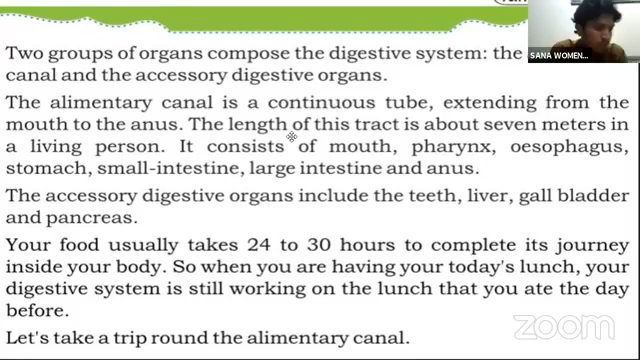 Two groups of organs compose the digestive system: the
canal and the accessory digestive organs.
The alimentary canal is a continuous tube, extending from the
mouth to the anus. The length of this tract is about seven meters in
a living person. It consists of mouth, pharynx, oesophagus,
stomach, small-intestine, large intestine and anus.
The accessory digestive organs include the teeth, liver, gall bladder
and pancreas.
Your food usually takes 24 to 30 hours to complete its journey
inside your body. So when you are having your today's lunch, your
digestive system is still working on the lunch that you ate the day
before.
Let's take a trip round the alimentary canal.
SANA WOMEN...
zoom